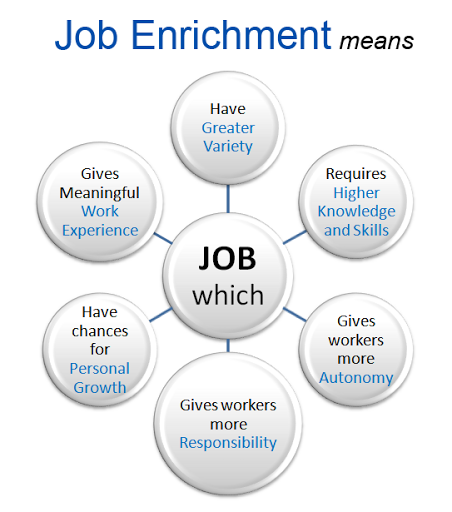 Job Enrichment means
Have
Greater
Variety
Requires
Higher
Knowledge
and Skills
Gives
workers
more
Autonomy
Gives workers
more
Responsibility
Have
chances
for
Personal
Growth
Gives
Meaningful
Work
Experience
JOB
which